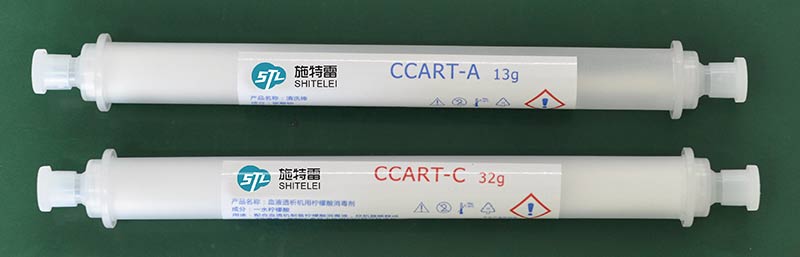 STL 施特雷 SHITELEI
CCART-A 13g
产品名称：清洗棒
STL 施特雷 SHITELEI
CCART-C 32g
产品名称：血液透析机用柠檬酸消毒剂
成分：一水柠檬酸